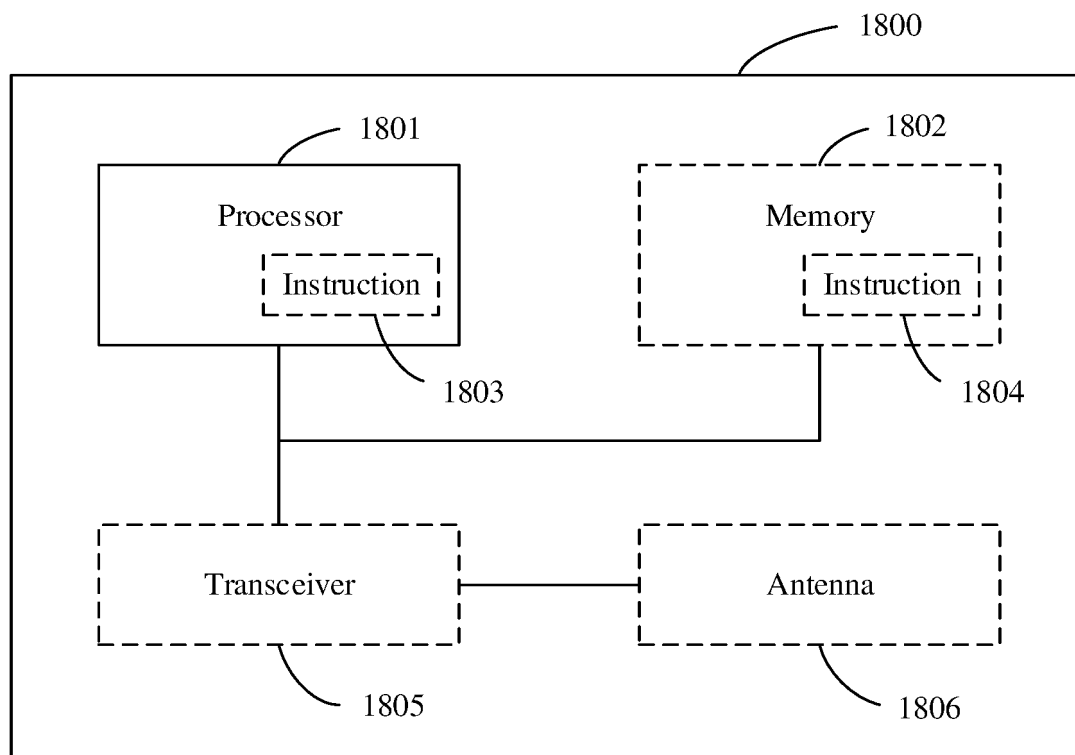 1800
1801
1802
Processor
Memory
Instruction
Instruction
1803
1804
Transceiver
Antenna
1805
1806